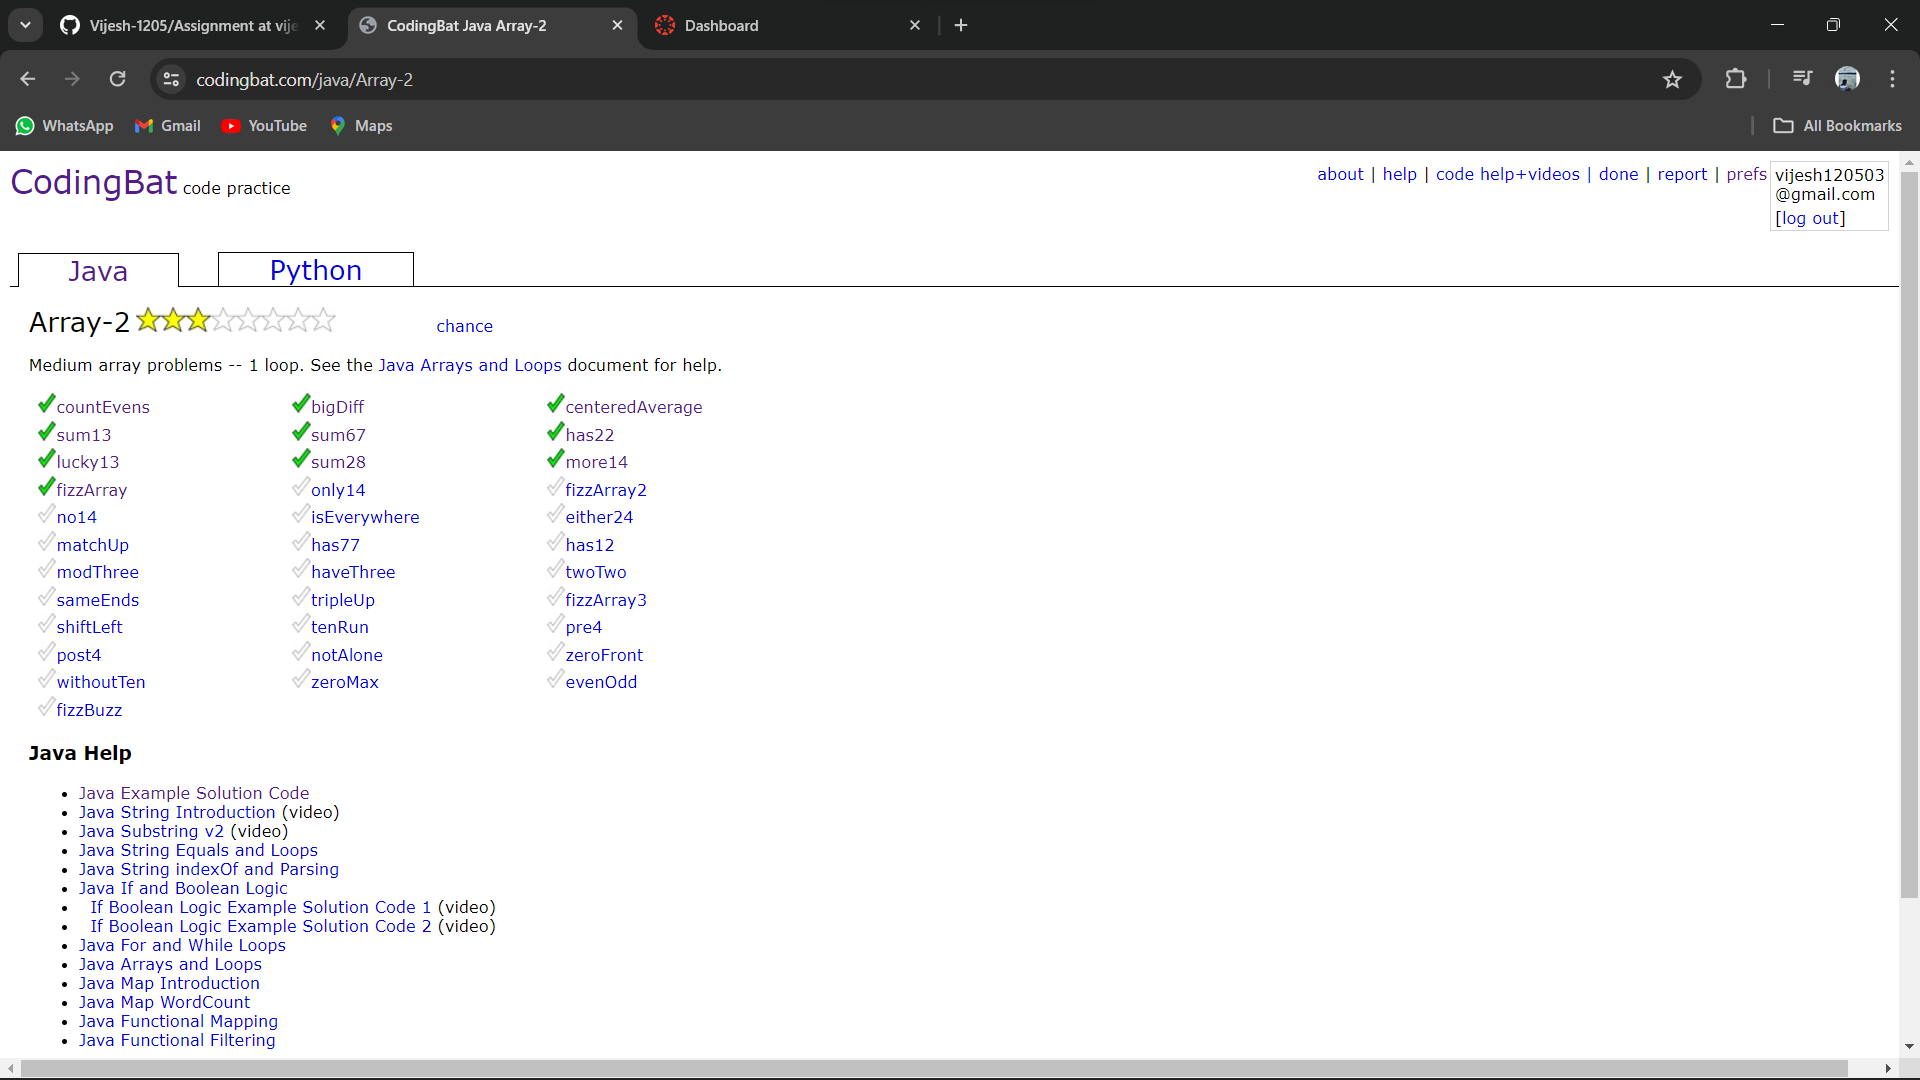 Vijesh-1205/Assignment at vije
CodingBat Java Array-2
Dashboard
codingbat.com/java/Array-2
WhatsApp Gmail YouTube Maps All Bookmarks
CodingBat code practice
about | help | code help+videos | done | report | prefs
vijesh120503
@gmail.com
[log out]
Java Python
Array-2 chance
Medium array problems -- 1 loop. See the Java Arrays and Loops document for help.
countEvens bigDiff centeredAverage
sum13 sum67 has22
lucky13 sum28 more14
fizzArray only14 fizzArray2
no14 isEverywhere either24
matchUp has77 has12
modThree haveThree twoTwo
sameEnds tripleUp fizzArray3
shiftLeft tenRun pre4
post4 notAlone zeroFront
withoutTen zeroMax evenOdd
fizzBuzz
Java Help
• Java Example Solution Code
• Java String Introduction (video)
• Java Substring v2 (video)
• Java String Equals and Loops
• Java String indexOf and Parsing
• Java If and Boolean Logic
• If Boolean Logic Example Solution Code 1 (video)
• If Boolean Logic Example Solution Code 2 (video)
• Java For and While Loops
• Java Arrays and Loops
• Java Map Introduction
• Java Map WordCount
• Java Functional Mapping
• Java Functional Filtering